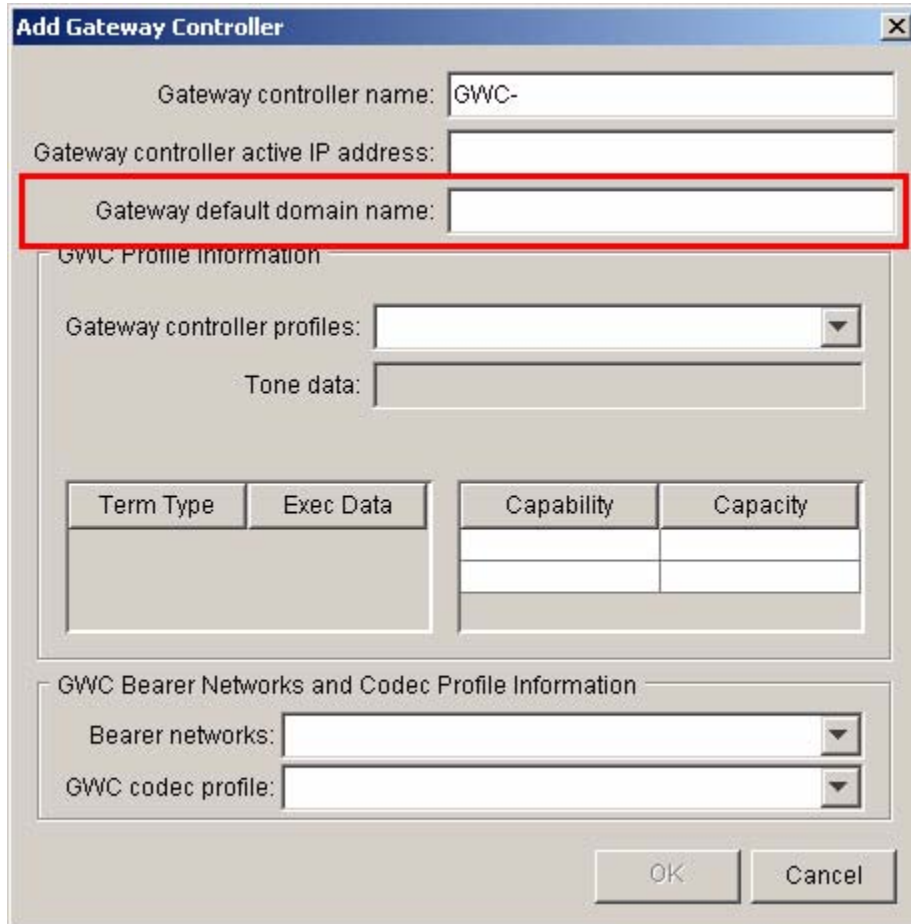 Add Gateway Controller
Gateway controller name: GWC-
Gateway controller active IP address:
Gateway default domain name:
GWC Profile Information
Gateway controller profiles:
Tone data:
Term Type Exec Data Capability Capacity
GWC Bearer Networks and Codec Profile Information
Bearer networks:
GWC codec profile:
OK Cancel